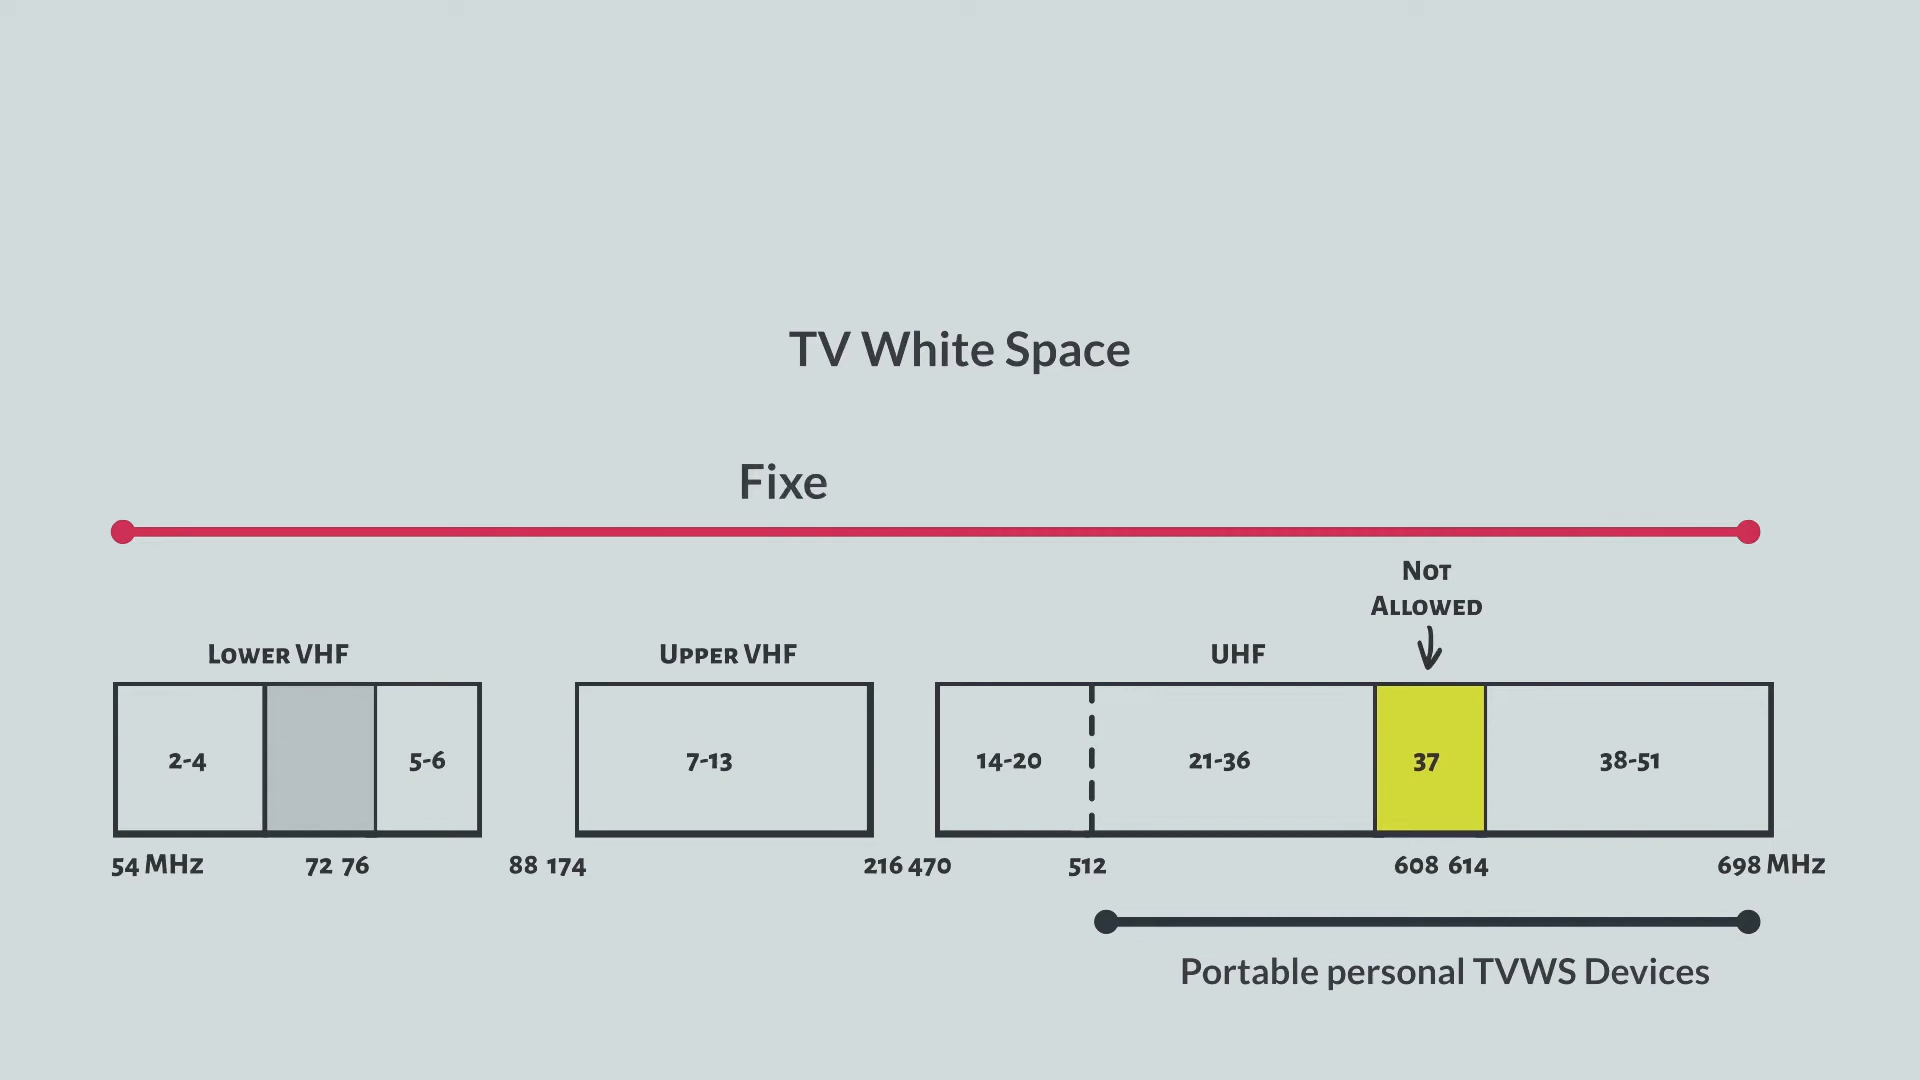 TV White Space
Fixe
Not
Allowed
Lower VHF
Upper VHF
UHF
2-4
5-6
7-13
14-20
21-36
37
38-51
54 MHz
72 76
88 174
216 470
512
608 614
698 MHz
Portable personal TVWS Devices